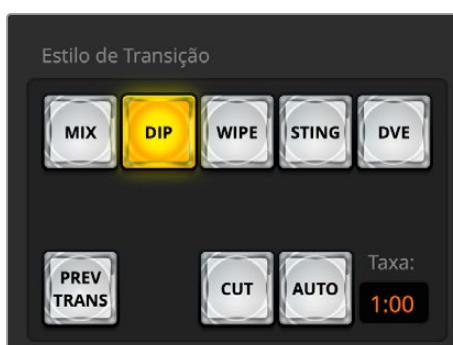 Estilo de Transição
MIX DIP WIPE STING DVE
PREV TRANS CUT AUTO Taxa: 1:00